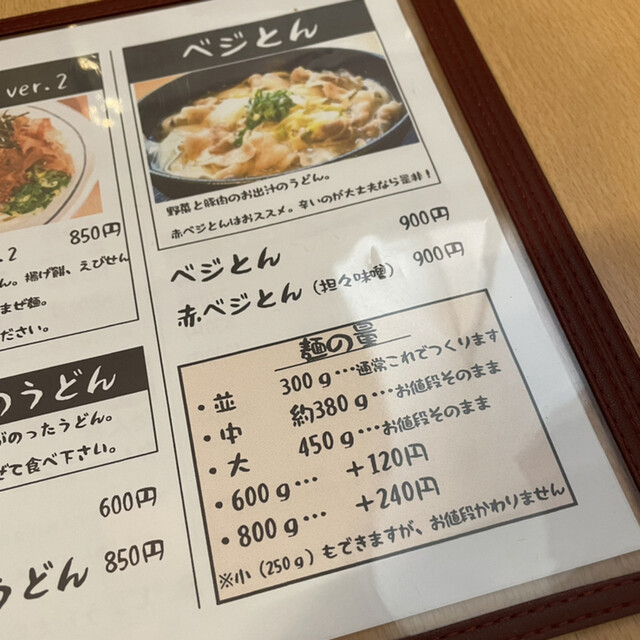 ver.2
.2
850円
ん。揚げ餅、えびせん
まぜ麺。
ださい。
のうどん
がのったうどん。
ぜて食べ下さい。
600円
うどん 850円
ベジとん
野菜と豚肉のお出汁のうどん。
赤ベジとんはおススメ。辛いのが大丈夫なら是非！
ベジとん 900円
赤ベジとん（担々味噌） 900円
麺の量
・並 300g…通常これでつくります
・中 約380g…お値段そのまま
・大 450g…お値段そのまま
・600g… +120円
・800g… +240円
※小（250g）もできますが、お値段かわりません